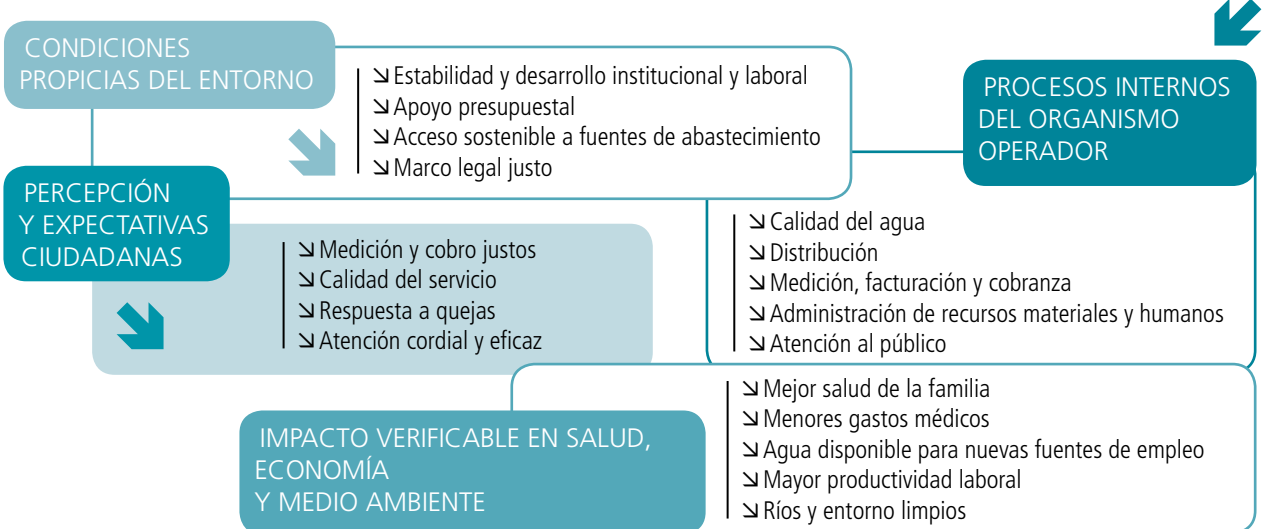 CONDICIONES
PROPICIAS DEL ENTORNO
Estabilidad y desarrollo institucional y laboral
Apoyo presupuestal
Acceso sostenible a fuentes de abastecimiento
Marco legal justo
PROCESOS INTERNOS
DEL ORGANISMO
OPERADOR
Calidad del agua
Distribución
Medición, facturación y cobranza
Administración de recursos materiales y humanos
Atención al público
PERCEPCIÓN
Y EXPECTATIVAS
CIUDADANAS
Medición y cobro justos
Calidad del servicio
Respuesta a quejas
Atención cordial y eficaz
IMPACTO VERIFICABLE EN SALUD,
ECONOMÍA
Y MEDIO AMBIENTE
Mejor salud de la familia
Menores gastos médicos
Agua disponible para nuevas fuentes de empleo
Mayor productividad laboral
Ríos y entorno limpios